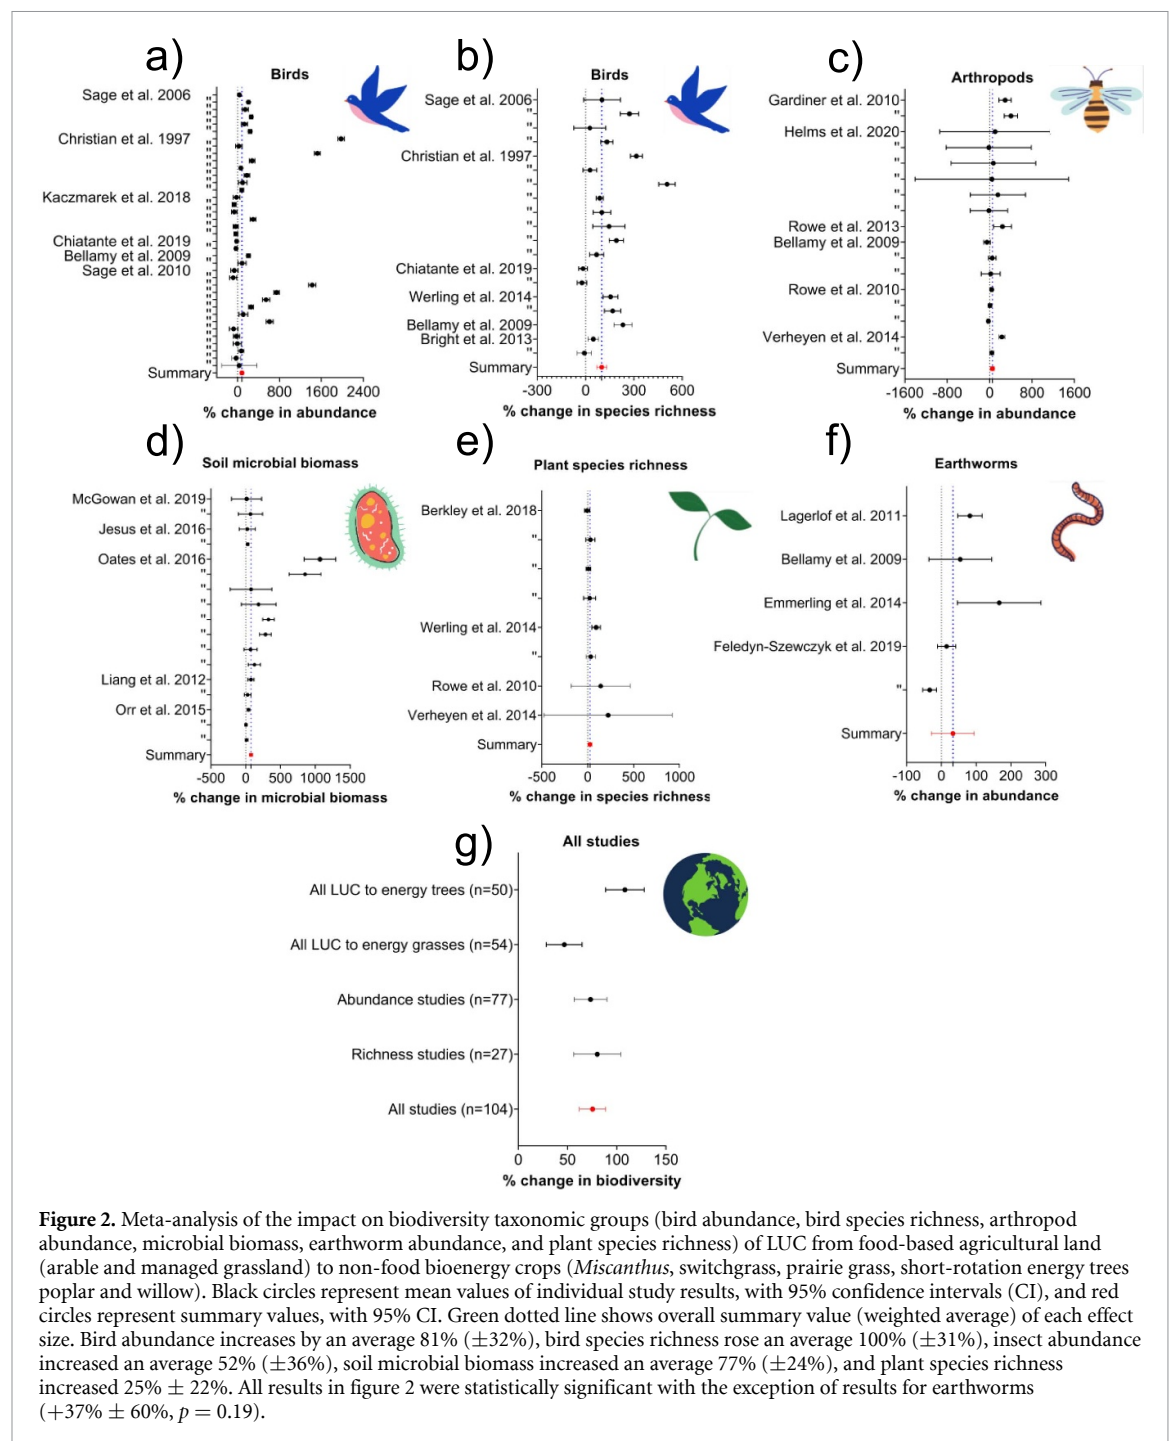 a)
Birds
Sage et al. 2006
"
"
"
"
"
Christian et al. 1997
"
"
"
"
"
"
"
Kaczmarek et al. 2018
"
"
"
"
"
Chiatante et al. 2019
"
Bellamy et al. 2009
"
Sage et al. 2010
"
"
"
"
"
"
"
"
"
"
"
"
Summary
0 800 1600 2400
% change in abundance
b)
Birds
Sage et al. 2006
"
"
"
Christian et al. 1997
"
"
"
"
"
"
"
Chiatante et al. 2019
"
Werling et al. 2014
"
Bellamy et al. 2009
Bright et al. 2013
"
Summary
-300 0 300 600
% change in species richness
c)
Arthropods
Gardiner et al. 2010
"
Helms et al. 2020
"
"
"
"
"
Rowe et al. 2013
Bellamy et al. 2009
"
"
Rowe et al. 2010
"
"
Verheyen et al. 2014
"
Summary
-1600 -800 0 800 1600
% change in abundance
d)
Soil microbial biomass
McGowan et al. 2019
"
Jesus et al. 2016
"
Oates et al. 2016
"
"
"
"
"
"
"
Liang et al. 2012
"
Orr et al. 2015
"
"
Summary
-500 0 500 1000 1500
% change in microbial biomass
e)
Plant species richness
Berkley et al. 2018
"
"
"
Werling et al. 2014
"
Rowe et al. 2010
Verheyen et al. 2014
Summary
-500 0 500 1000
% change in species richness
f)
Earthworms
Lagerlof et al. 2011
Bellamy et al. 2009
Emmerling et al. 2014
Feledyn-Szewczyk et al. 2019
"
Summary
-100 0 100 200 300
% change in abundance
g)
All studies
All LUC to energy trees (n=50)
All LUC to energy grasses (n=54)
Abundance studies (n=77)
Richness studies (n=27)
All studies (n=104)
0 50 100 150
% change in biodiversity
Figure 2. Meta-analysis of the impact on biodiversity taxonomic groups (bird abundance, bird species richness, arthropod
abundance, microbial biomass, earthworm abundance, and plant species richness) of LUC from food-based agricultural land
(arable and managed grassland) to non-food bioenergy crops (Miscanthus, switchgrass, prairie grass, short-rotation energy trees
poplar and willow). Black circles represent mean values of individual study results, with 95% confidence intervals (CI), and red
circles represent summary values, with 95% CI. Green dotted line shows overall summary value (weighted average) of each effect
size. Bird abundance increases by an average 81% (±32%), bird species richness rose an average 100% (±31%), insect abundance
increased an average 52% (±36%), soil microbial biomass increased an average 77% (±24%), and plant species richness
increased 25% ± 22%. All results in figure 2 were statistically significant with the exception of results for earthworms
(+37% ± 60%, p = 0.19).